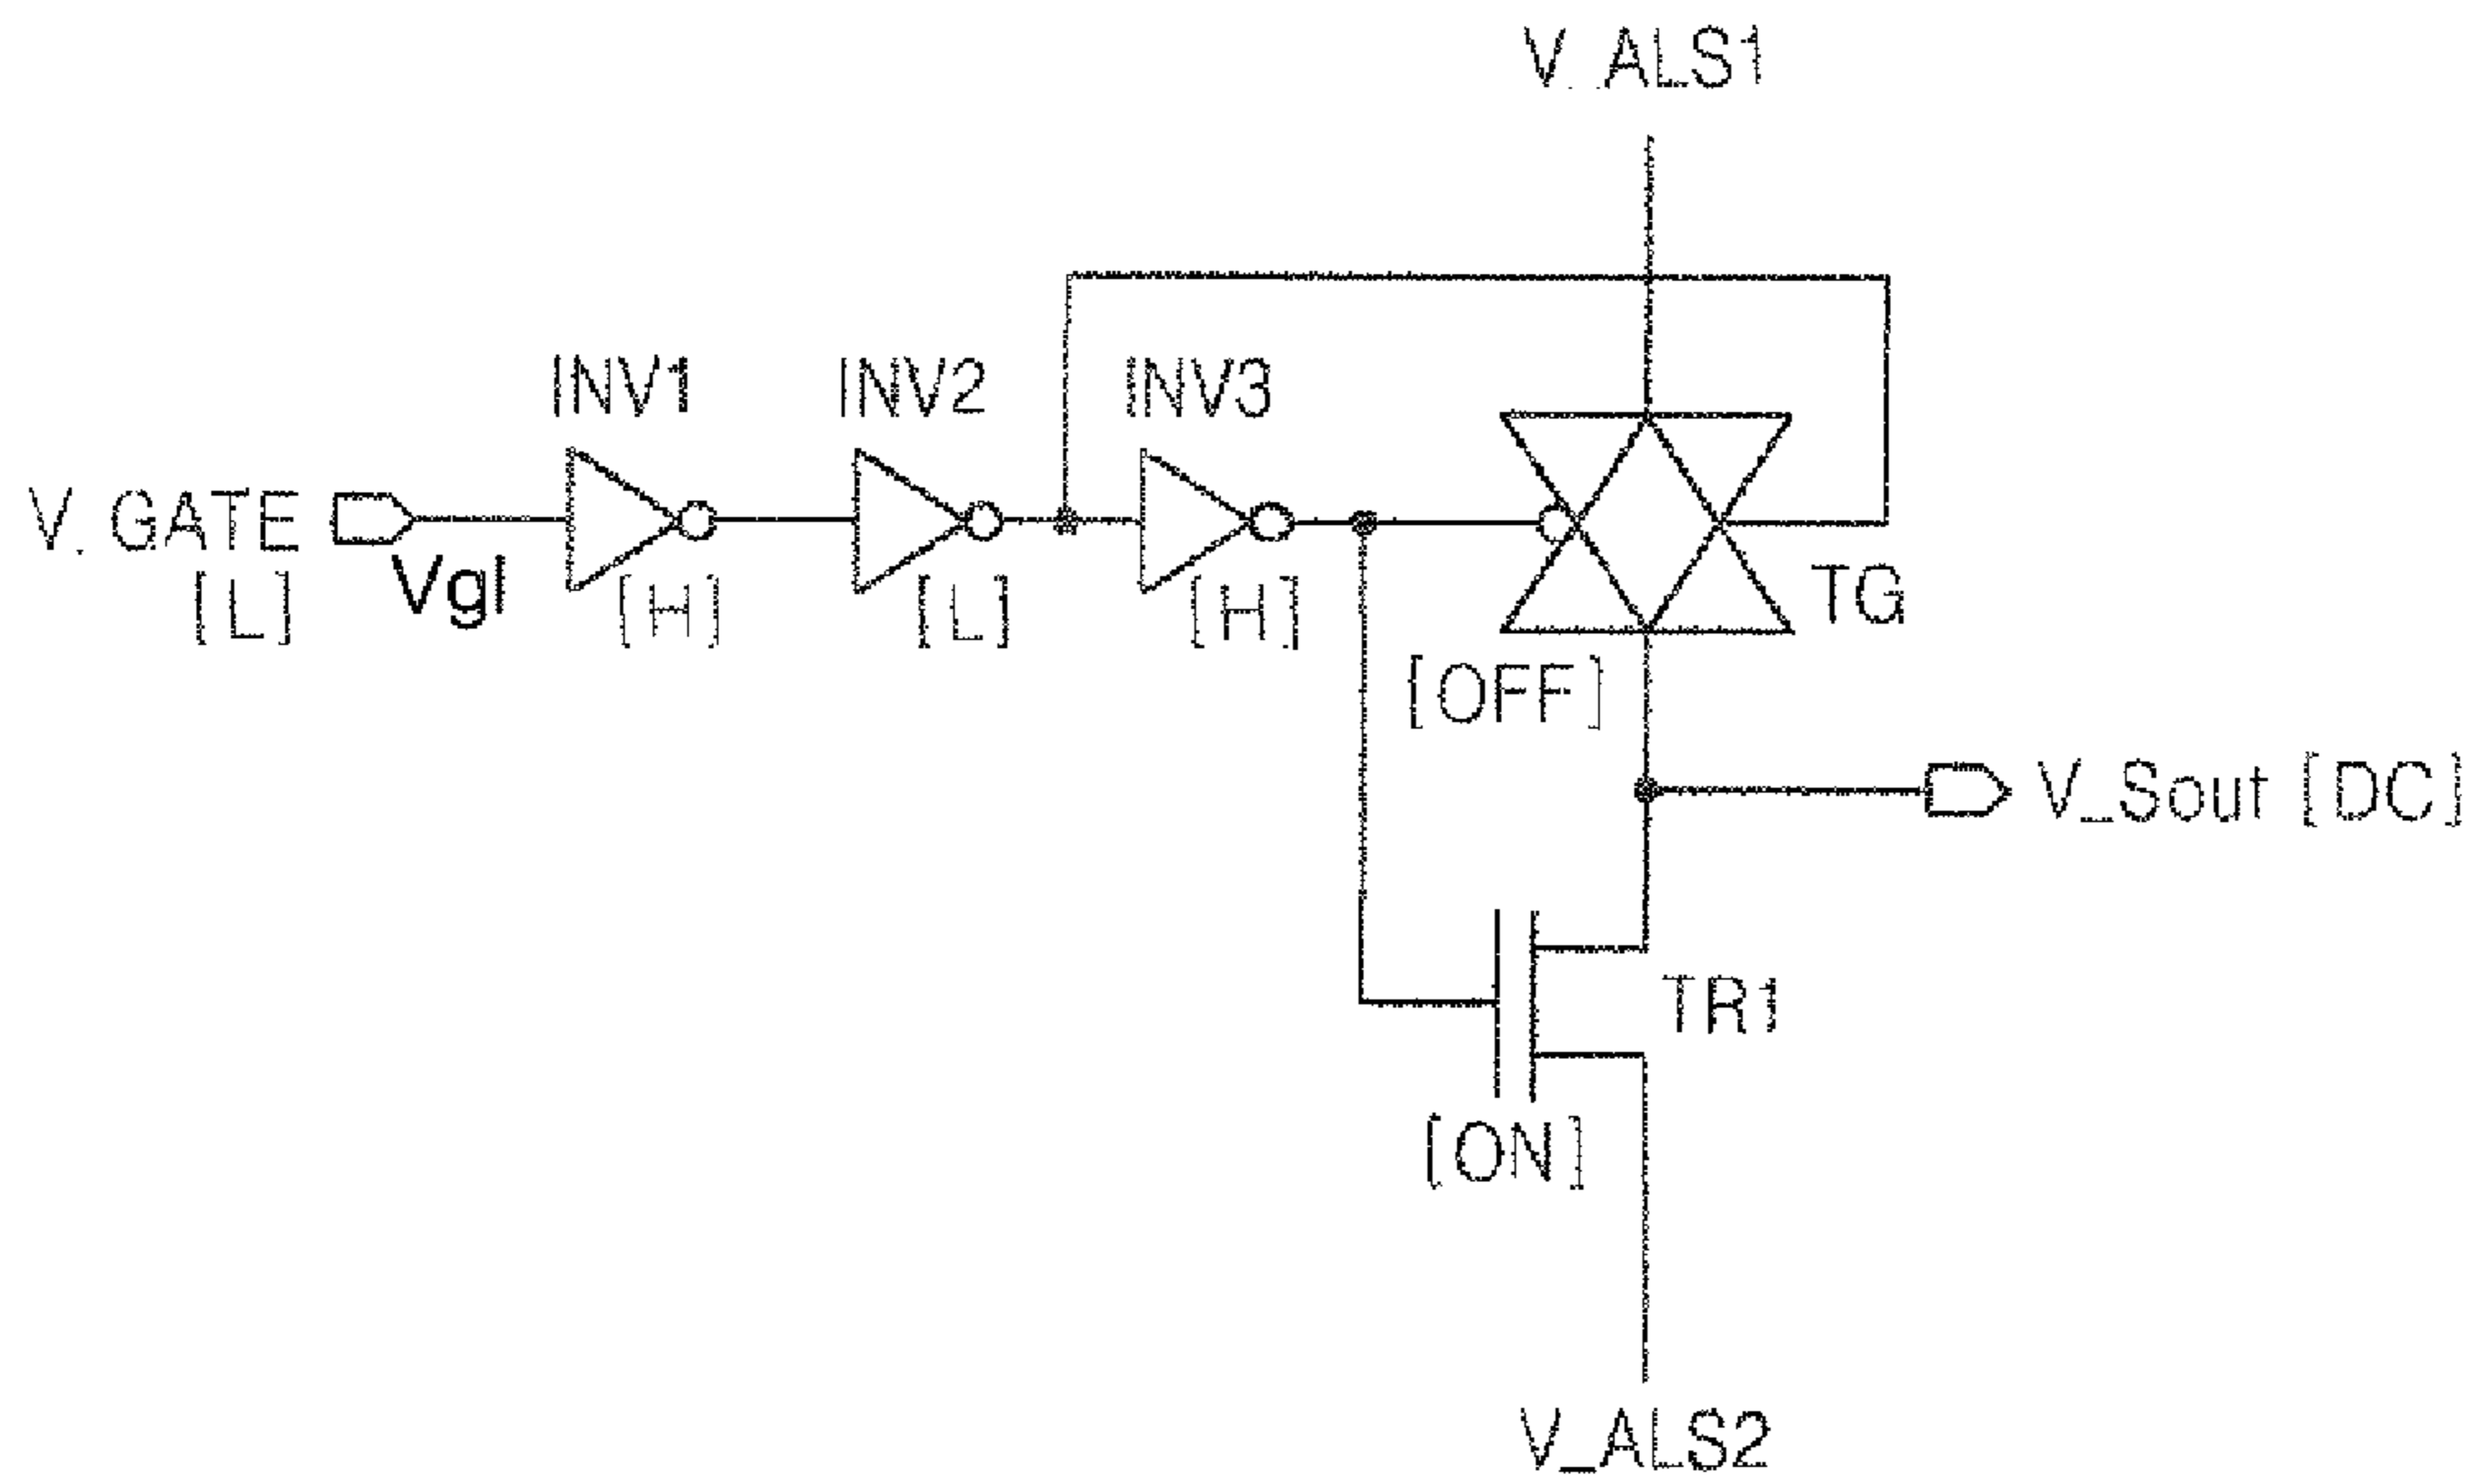 V_ALS1
INV1 INV2 INV3
V_GATE
[L] Vgl [H] [L] [H] TG
[OFF]
V_Sout [DC]
TR1
[ON]
V_ALS2